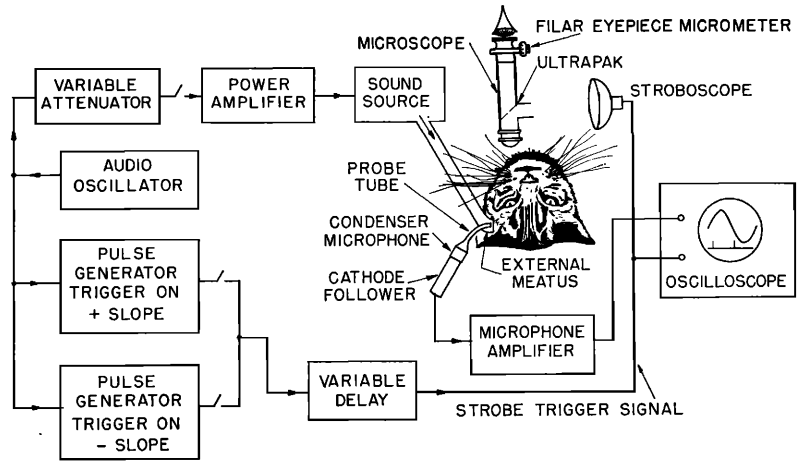 FILAR EYEPIECE MICROMETER
MICROSCOPE
ULTRAPAK
VARIABLE
ATTENUATOR
POWER
AMPLIFIER
SOUND
SOURCE
STROBOSCOPE
AUDIO
OSCILLATOR
PROBE
TUBE
CONDENSER
MICROPHONE
CATHODE
FOLLOWER
EXTERNAL
MEATUS
OSCILLOSCOPE
PULSE
GENERATOR
TRIGGER ON
+ SLOPE
MICROPHONE
AMPLIFIER
PULSE
GENERATOR
TRIGGER ON
- SLOPE
VARIABLE
DELAY
STROBE TRIGGER SIGNAL